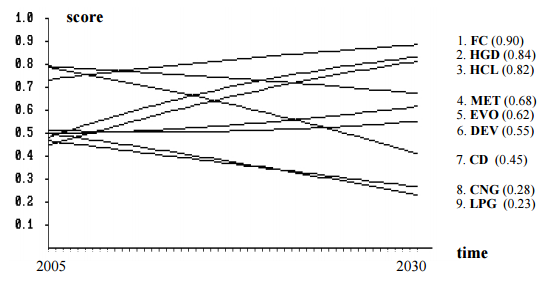 score
1.0
0.9
0.8
0.7
0.6
0.5
0.4
0.3
0.2
0.1
2005
2030
time
1. FC (0.90)
2. HGD (0.84)
3. HCL (0.82)
4. MET (0.68)
5. EVO (0.62)
6. DEV (0.55)
7. CD (0.45)
8. CNG (0.28)
9. LPG (0.23)